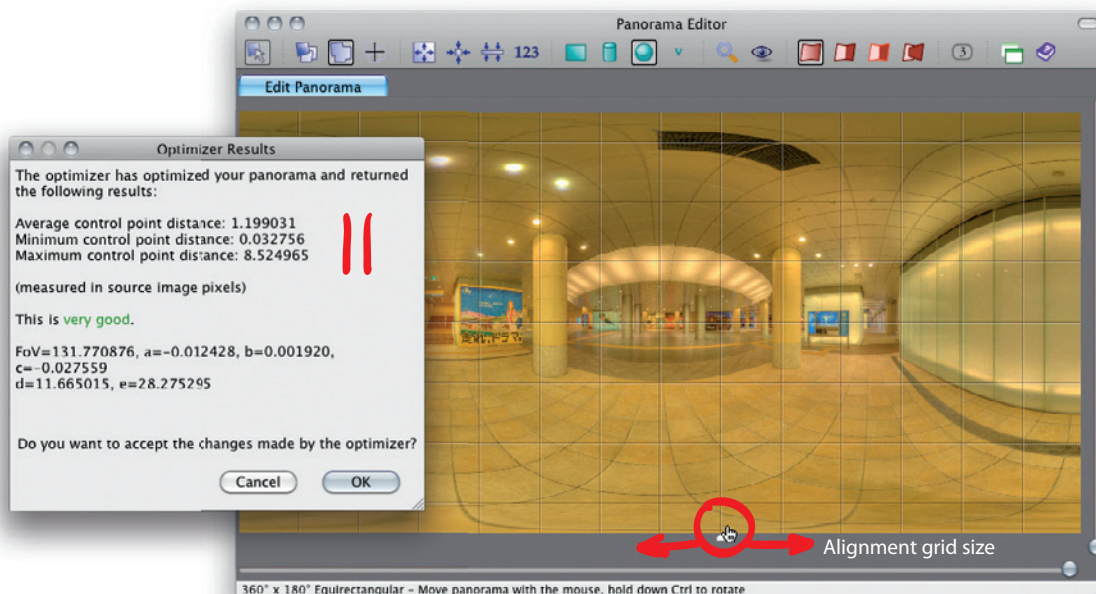 Panorama Editor
123
v
3
Edit Panorama
Optimizer Results
The optimizer has optimized your panorama and returned
the following results:
Average control point distance: 1.199031
Minimum control point distance: 0.032756
Maximum control point distance: 8.524965
(measured in source image pixels)
This is very good.
FoV=131.770876, a=-0.012428, b=0.001920,
c=-0.027559
d=11.665015, e=28.275295
Do you want to accept the changes made by the optimizer?
Cancel
OK
Alignment grid size
360° x 180° Equirectangular – Move panorama with the mouse, hold down Ctrl to rotate